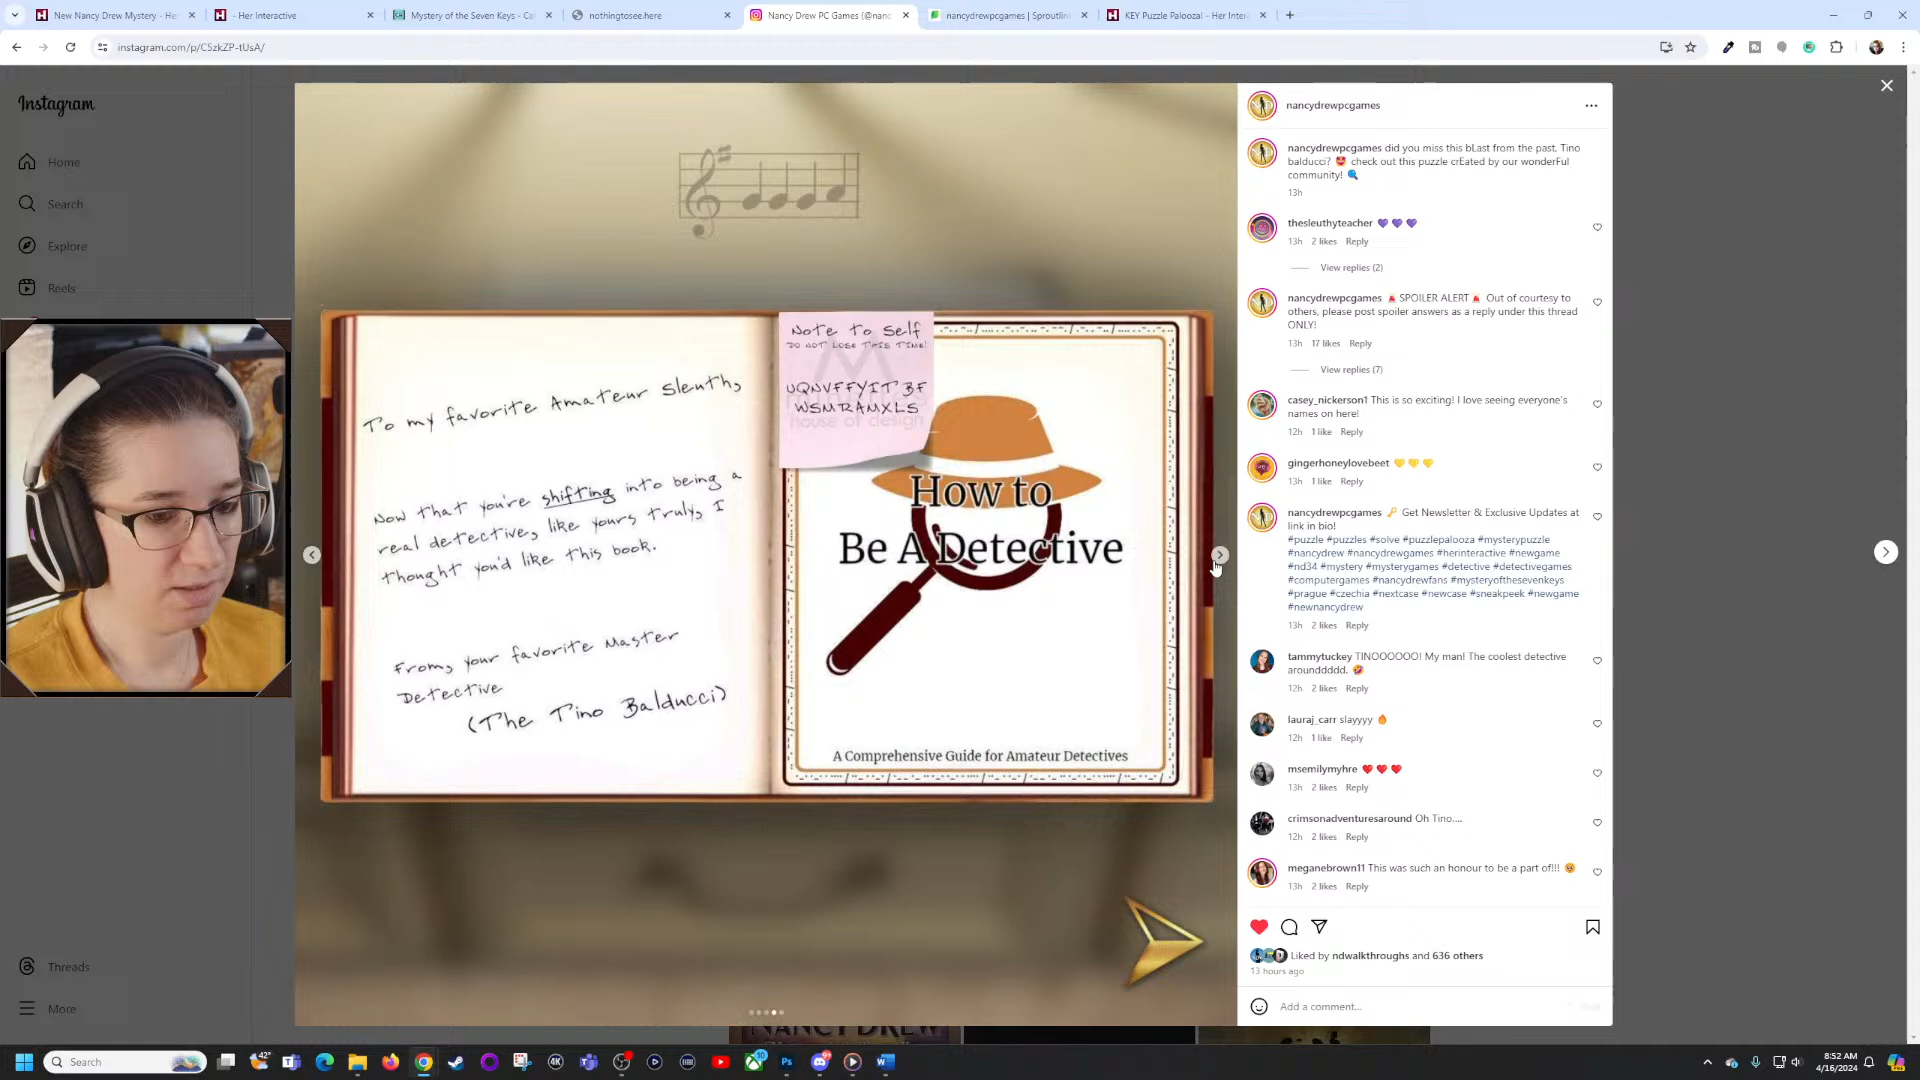 New Nancy Drew Mystery - Her
- Her Interactive
Mystery of the Seven Keys - Ca
nothingtosee.here
Nancy Drew PC Games (@nanc
nancydrewpcgames | Sproutlink
KEY Puzzle Palooza! - Her Inter
instagram.com/p/C5zkZP-tUsA/
Instagram
Home
Search
Explore
Reels
Threads
More
To my favorite Amateur Sleuth,
Now that you're shifting into being a
real detective, like yours truly, I
thought you'd like this book.
From, your favorite Master
Detective
(The Tino Balducci)
Note to Self
DO NOT LOSE THIS TIME!
UQNVFFYIT BF
WSMRAMXLS
house of design
How to
Be A Detective
A Comprehensive Guide for Amateur Detectives
nancydrewpcgames
nancydrewpcgames did you miss this bLast from the past, Tino
balducci? check out this puzzle crEated by our wonderFul
community!
13h
thesleuthyteacher
13h 2 likes Reply
View replies (2)
nancydrewpcgames SPOILER ALERT Out of courtesy to
others, please post spoiler answers as a reply under this thread
ONLY!
13h 17 likes Reply
View replies (7)
casey_nickerson1 This is so exciting! I love seeing everyone's
names on here!
12h 1 like Reply
gingerhoneylovebeet
13h 1 like Reply
nancydrewpcgames Get Newsletter & Exclusive Updates at
link in bio!
#puzzle #puzzles #solve #puzzlepalooza #mysterypuzzle
#nancydrew #nancydrewgames #herinteractive #newgame
#nd34 #mystery #mysterygames #detective #detectivegames
#computergames #nancydrewfans #mysteryofthesevenkeys
#prague #czechia #nextcase #newcase #sneakpeek #newgame
#newnancydrew
13h 2 likes Reply
tammytuckey TINOOOOOO! My man! The coolest detective
arounddddd.
12h 2 likes Reply
lauraj_carr slayyyy
12h 1 like Reply
msemilymyhre
13h 2 likes Reply
crimsonadventuresaround Oh Tino....
12h 2 likes Reply
meganebrown11 This was such an honour to be a part of!!!
13h 2 likes Reply
Liked by ndwalkthroughs and 636 others
13 hours ago
Add a comment...
NANCY DREW
Search
42°
10
8:52 AM
4/16/2024